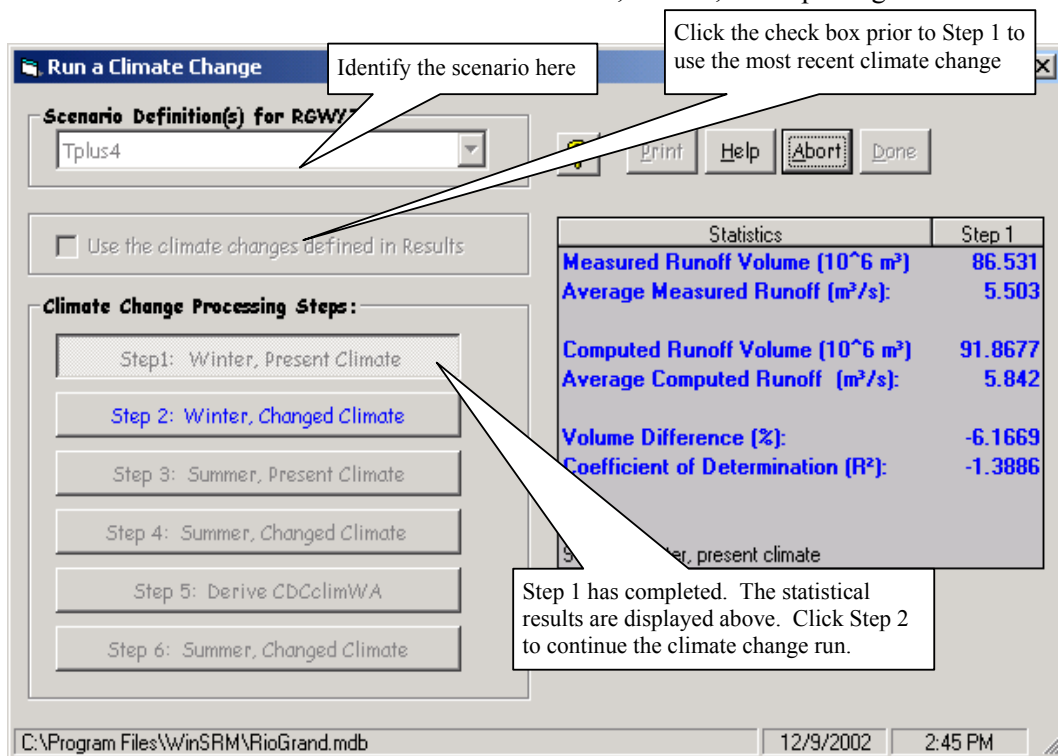 Click the check box prior to Step 1 to
use the most recent climate change
Identify the scenario here
Run a Climate Change
Scenario Definition(s) for RGWY
Tplus4
Print Help Abort Done
Use the climate changes defined in Results
Climate Change Processing Steps:
Step1: Winter, Present Climate
Step 2: Winter, Changed Climate
Step 3: Summer, Present Climate
Step 4: Summer, Changed Climate
Step 5: Derive CDCclimWA
Step 6: Summer, Changed Climate
Statistics Step 1
Measured Runoff Volume (10^6 m³) 86.531
Average Measured Runoff (m³/s): 5.503
Computed Runoff Volume (10^6 m³) 91.8677
Average Computed Runoff (m³/s): 5.842
Volume Difference (%): -6.1669
Coefficient of Determination (R²): -1.3886
present climate
Step 1 has completed. The statistical
results are displayed above. Click Step 2
to continue the climate change run.
C:\Program Files\WinSRM\RioGrand.mdb 12/9/2002 2:45 PM